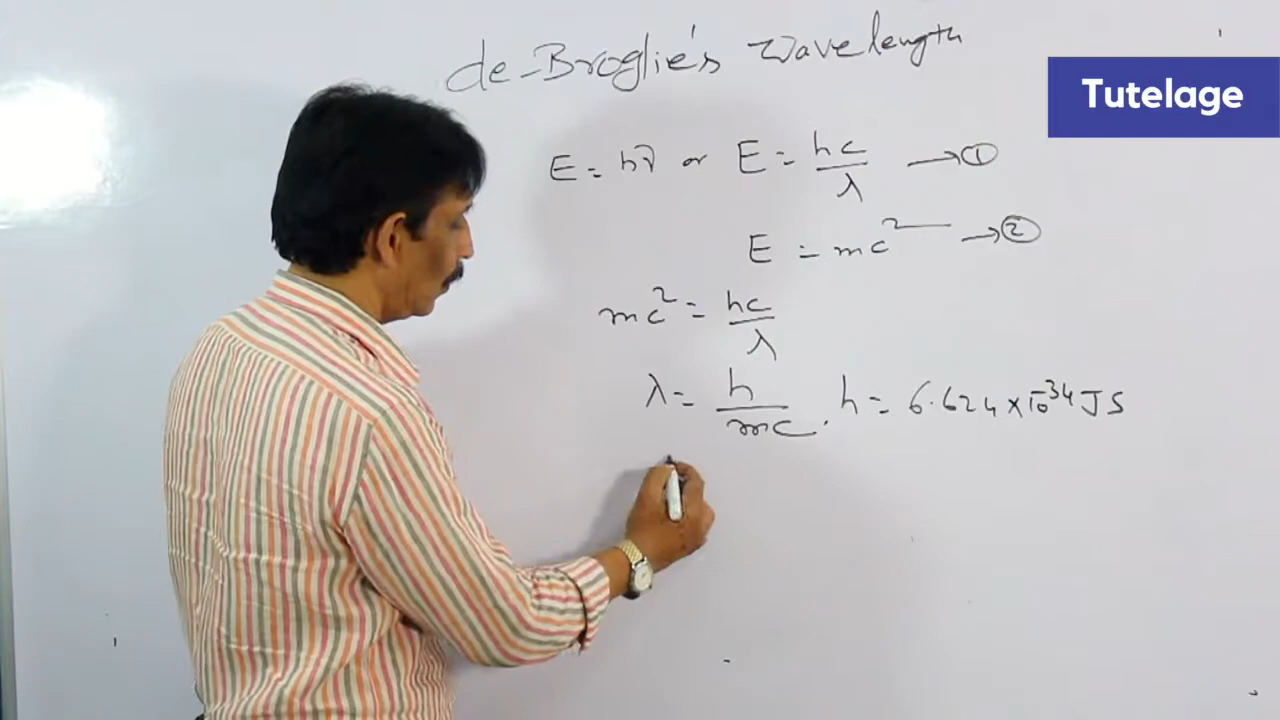 de-Broglie's Wavelength
Tutelage
E = hν or E = hc/λ → ①
E = mc² → ②
mc² = hc/λ
λ = h/mc. h = 6.624 × 10⁻³⁴ JS